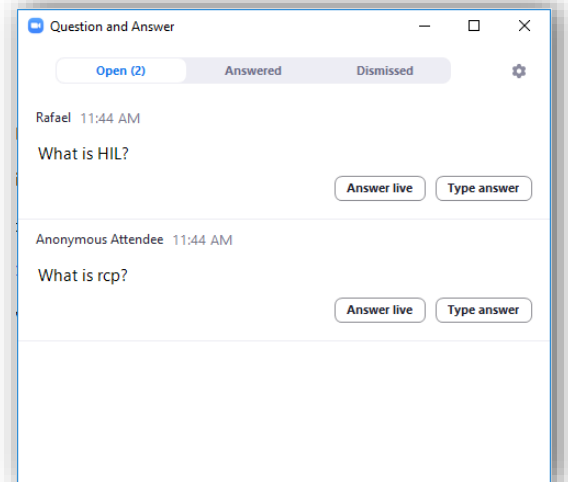 Question and Answer
Open (2) Answered Dismissed
Rafael 11:44 AM
What is HIL?
Answer live Type answer
Anonymous Attendee 11:44 AM
What is rcp?
Answer live Type answer